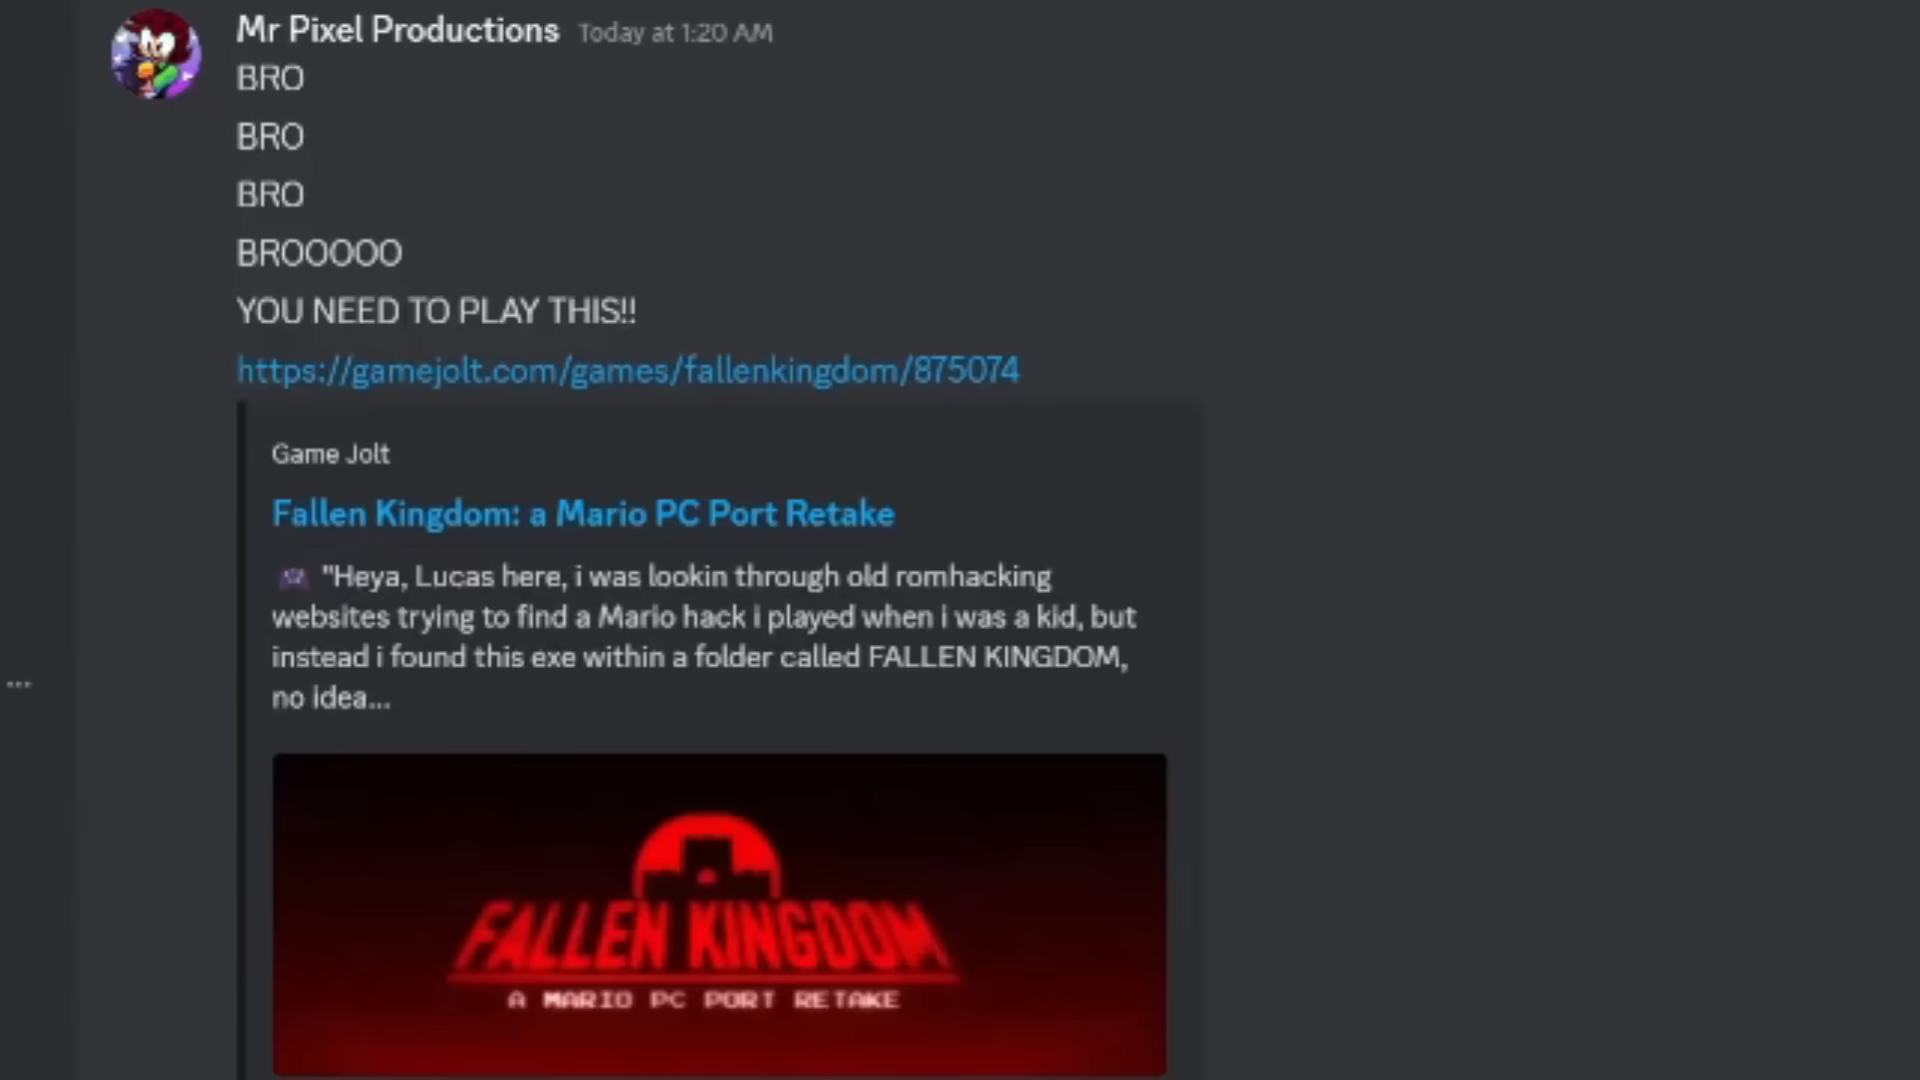 Mr Pixel Productions Today at 1:20 AM
BRO
BRO
BRO
BROOOOO
YOU NEED TO PLAY THIS!!
https://gamejolt.com/games/fallenkingdom/875074
Game Jolt
Fallen Kingdom: a Mario PC Port Retake
"Heya, Lucas here, i was lookin through old romhacking
websites trying to find a Mario hack i played when i was a kid, but
instead i found this exe within a folder called FALLEN KINGDOM,
no idea...
FALLEN KINGDOM
A MARIO PC PORT RETAKE